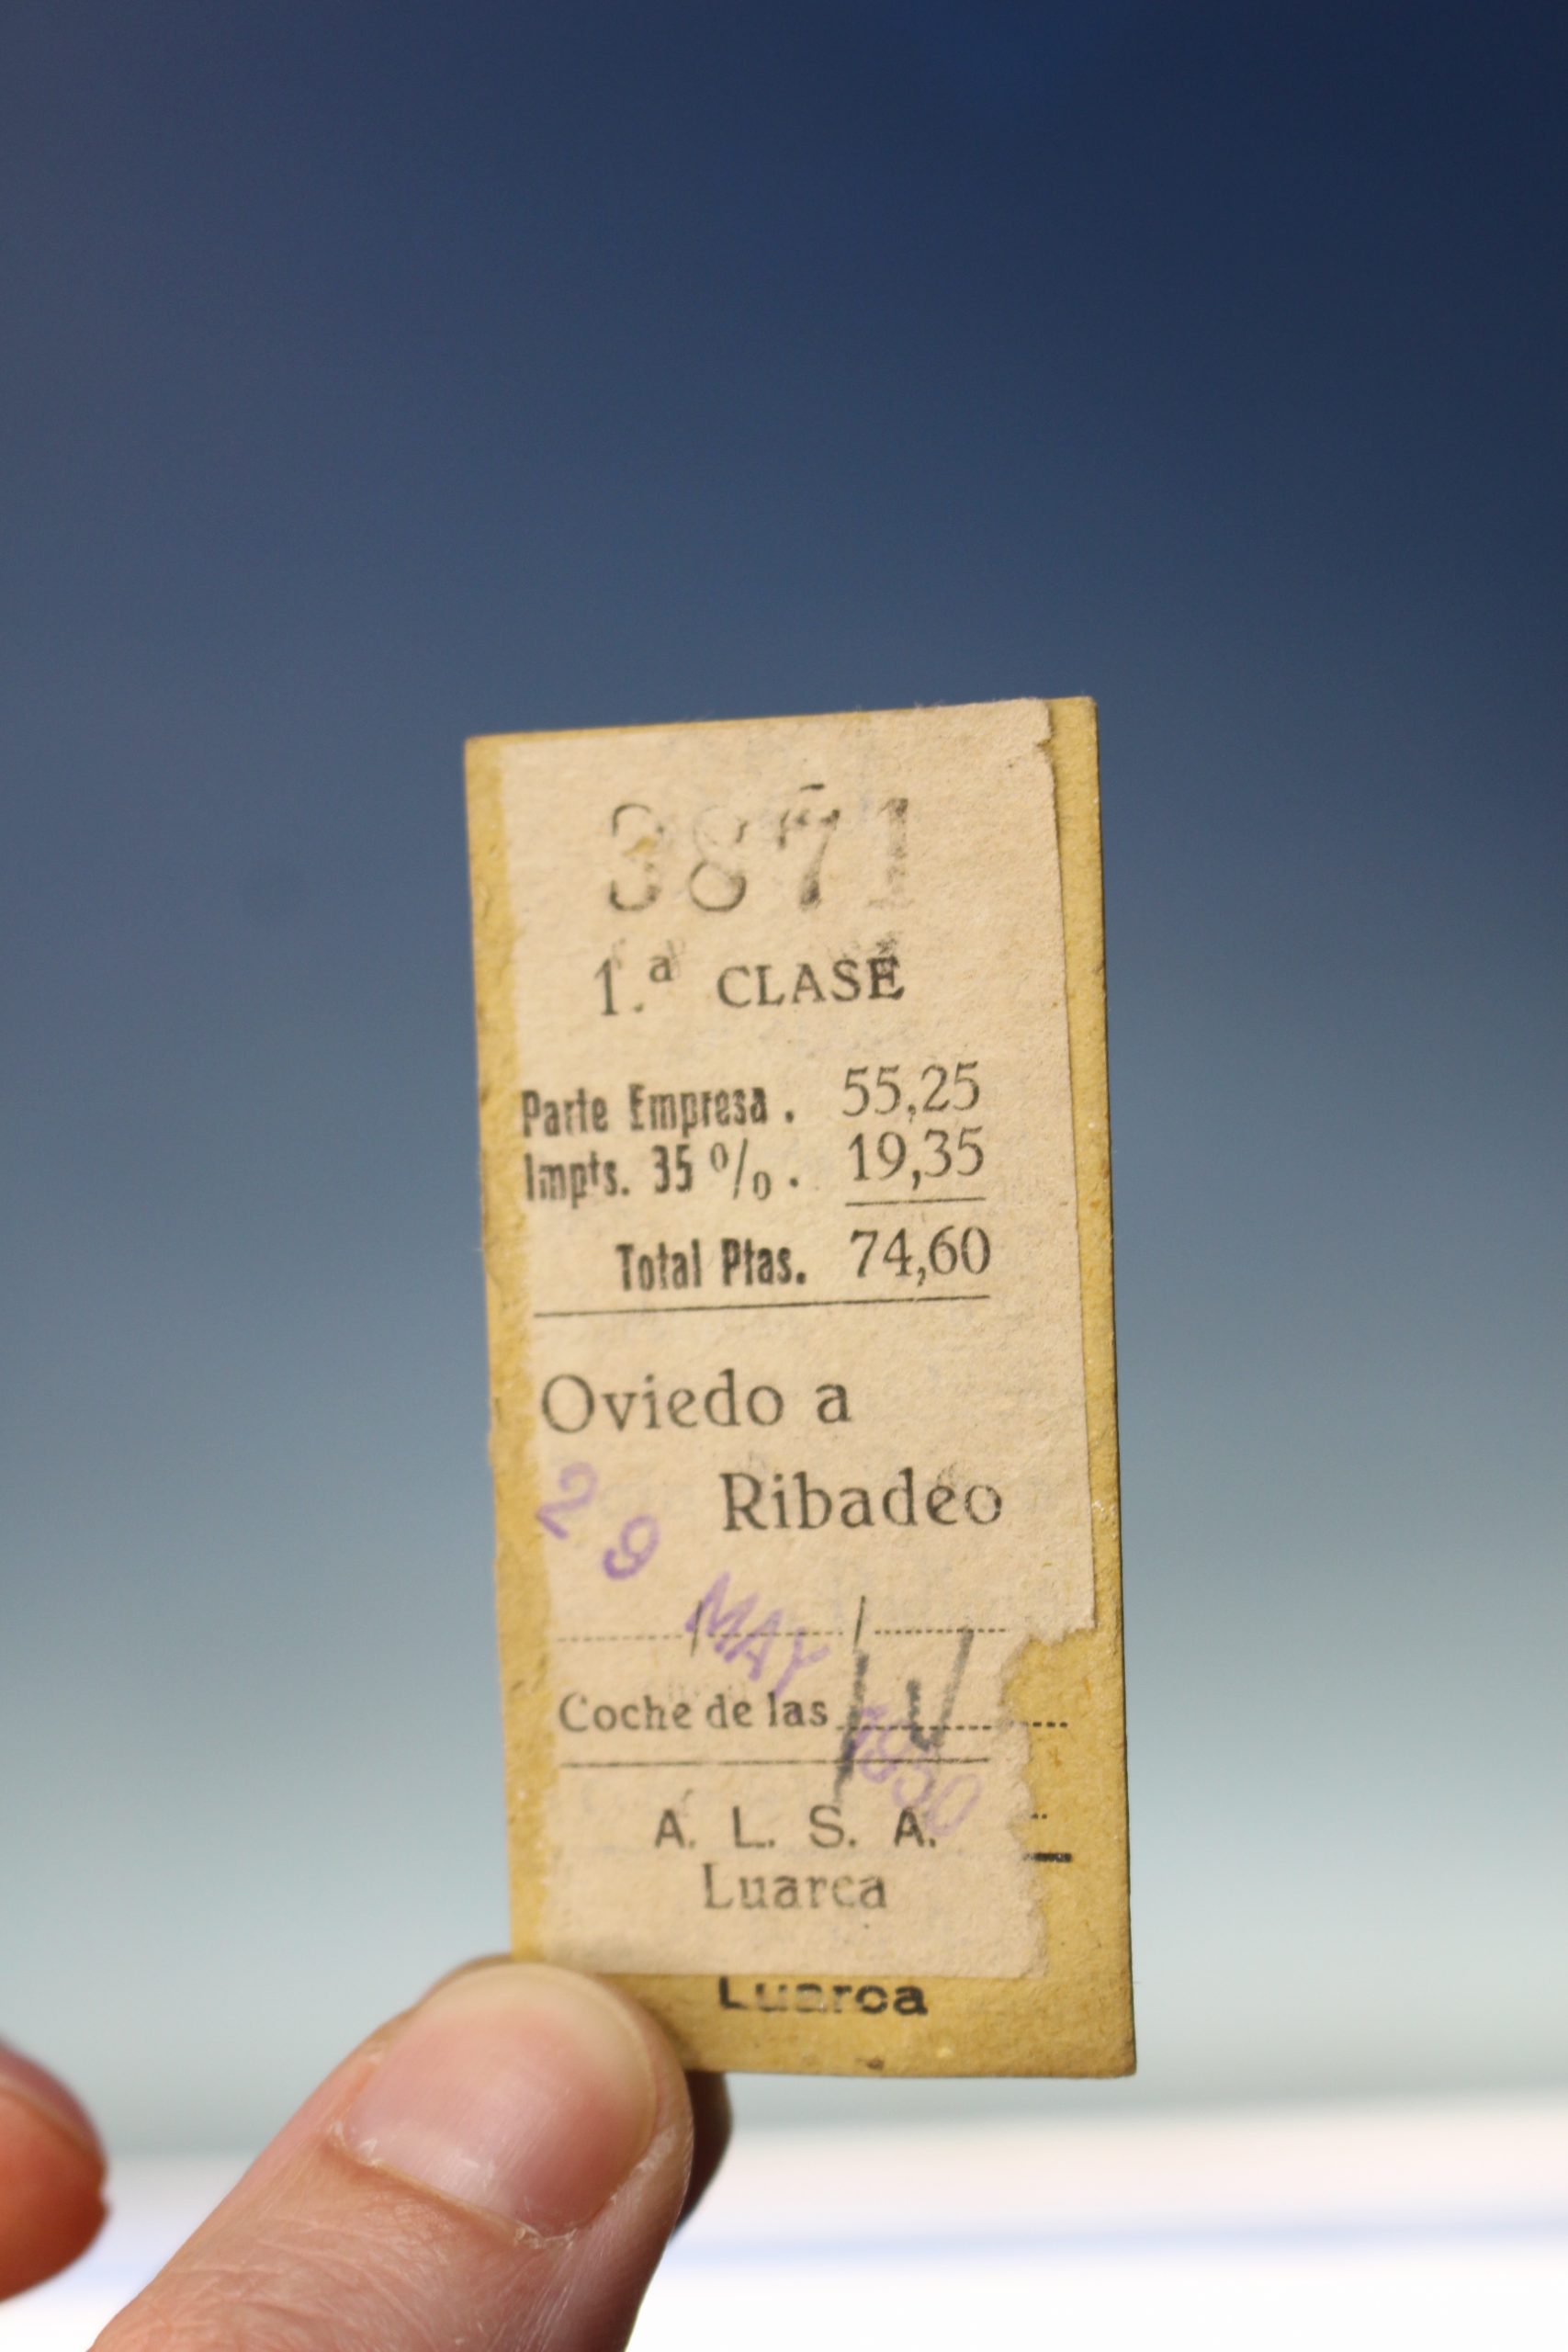 3871
1.ª CLASE
Parte Empresa . 55,25
Impts. 35 % . 19,35
Total Ptas. 74,60
Oviedo a
Ribadeo
29 MAY 1950
Coche de las
A. L. S. A.
Luarca
Luarca